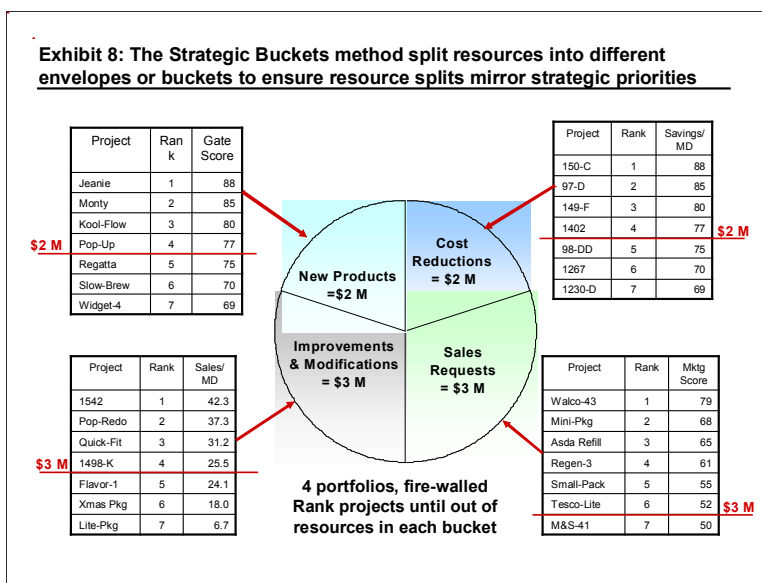 Exhibit 8: The Strategic Buckets method split resources into different
envelopes or buckets to ensure resource splits mirror strategic priorities
Project Ran k Gate Score
Jeanie 1 88
Monty 2 85
Kool-Flow 3 80
Pop-Up 4 77
$2 M
Regatta 5 75
Slow-Brew 6 70
Widget-4 7 69
Project Rank Savings/ MD
150-C 1 88
97-D 2 85
149-F 3 80
1402 4 77
$2 M
98-DD 5 75
1267 6 70
1230-D 7 69
New Products
=$2 M
Cost
Reductions
= $2 M
Improvements
& Modifications
= $3 M
Sales
Requests
= $3 M
Project Rank Sales/ MD
1542 1 42.3
Pop-Redo 2 37.3
Quick-Fit 3 31.2
1498-K 4 25.5
$3 M
Flavor-1 5 24.1
Xmas Pkg 6 18.0
Lite-Pkg 7 6.7
Project Rank Mktg Score
Walco-43 1 79
Mini-Pkg 2 68
Asda Refill 3 65
Regen-3 4 61
Small-Pack 5 55
Tesco-Lite 6 52
$3 M
M&S-41 7 50
4 portfolios, fire-walled
Rank projects until out of
resources in each bucket